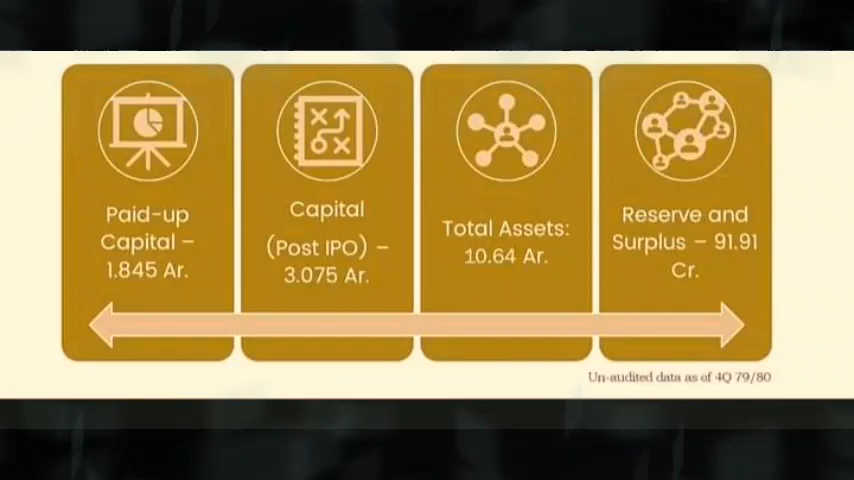 Paid-up
Capital –
1.845 Ar.
Capital
(Post IPO) –
3.075 Ar.
Total Assets:
10.64 Ar.
Reserve and
Surplus – 91.91
Cr.
Un-audited data as of 4Q 79/80